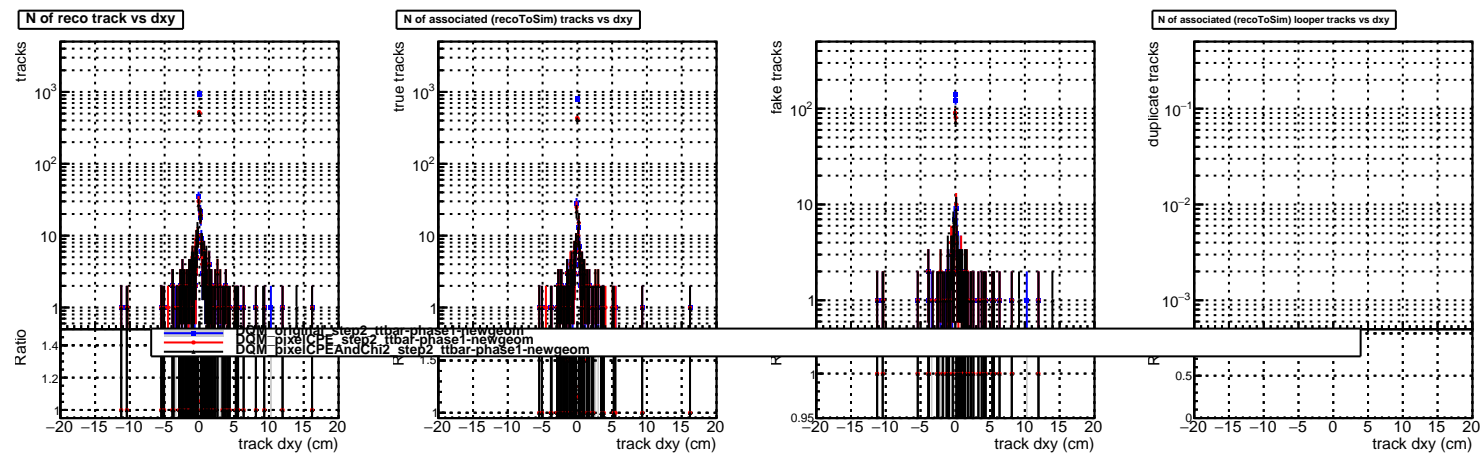 N of reco track vs dxy
N of associated (recoToSim) tracks vs dxy
N of associated (recoToSim) looper tracks vs dxy
tracks
10³
10²
10
1
true tracks
10³
10²
10
1
fake tracks
10²
10
1
duplicate tracks
10⁻¹
10⁻²
10⁻³
DQM_original_step2_ttbar-phase1-newgeom
DQM_pixelCPE_step2_ttbar-phase1-newgeom
DQM_pixelCPEAndChi2_step2_ttbar-phase1-newgeom
Ratio
1.4
1.2
1
1.5
1
1
0.95
0.5
0
−20 −15 −10 −5 0 5 10 15 20
−20 −15 −10 −5 0 5 10 15 20
−20 −15 −10 −5 0 5 10 15 20
−20 −15 −10 −5 0 5 10 15 20
track dxy (cm)
track dxy (cm)
track dxy (cm)
track dxy (cm)